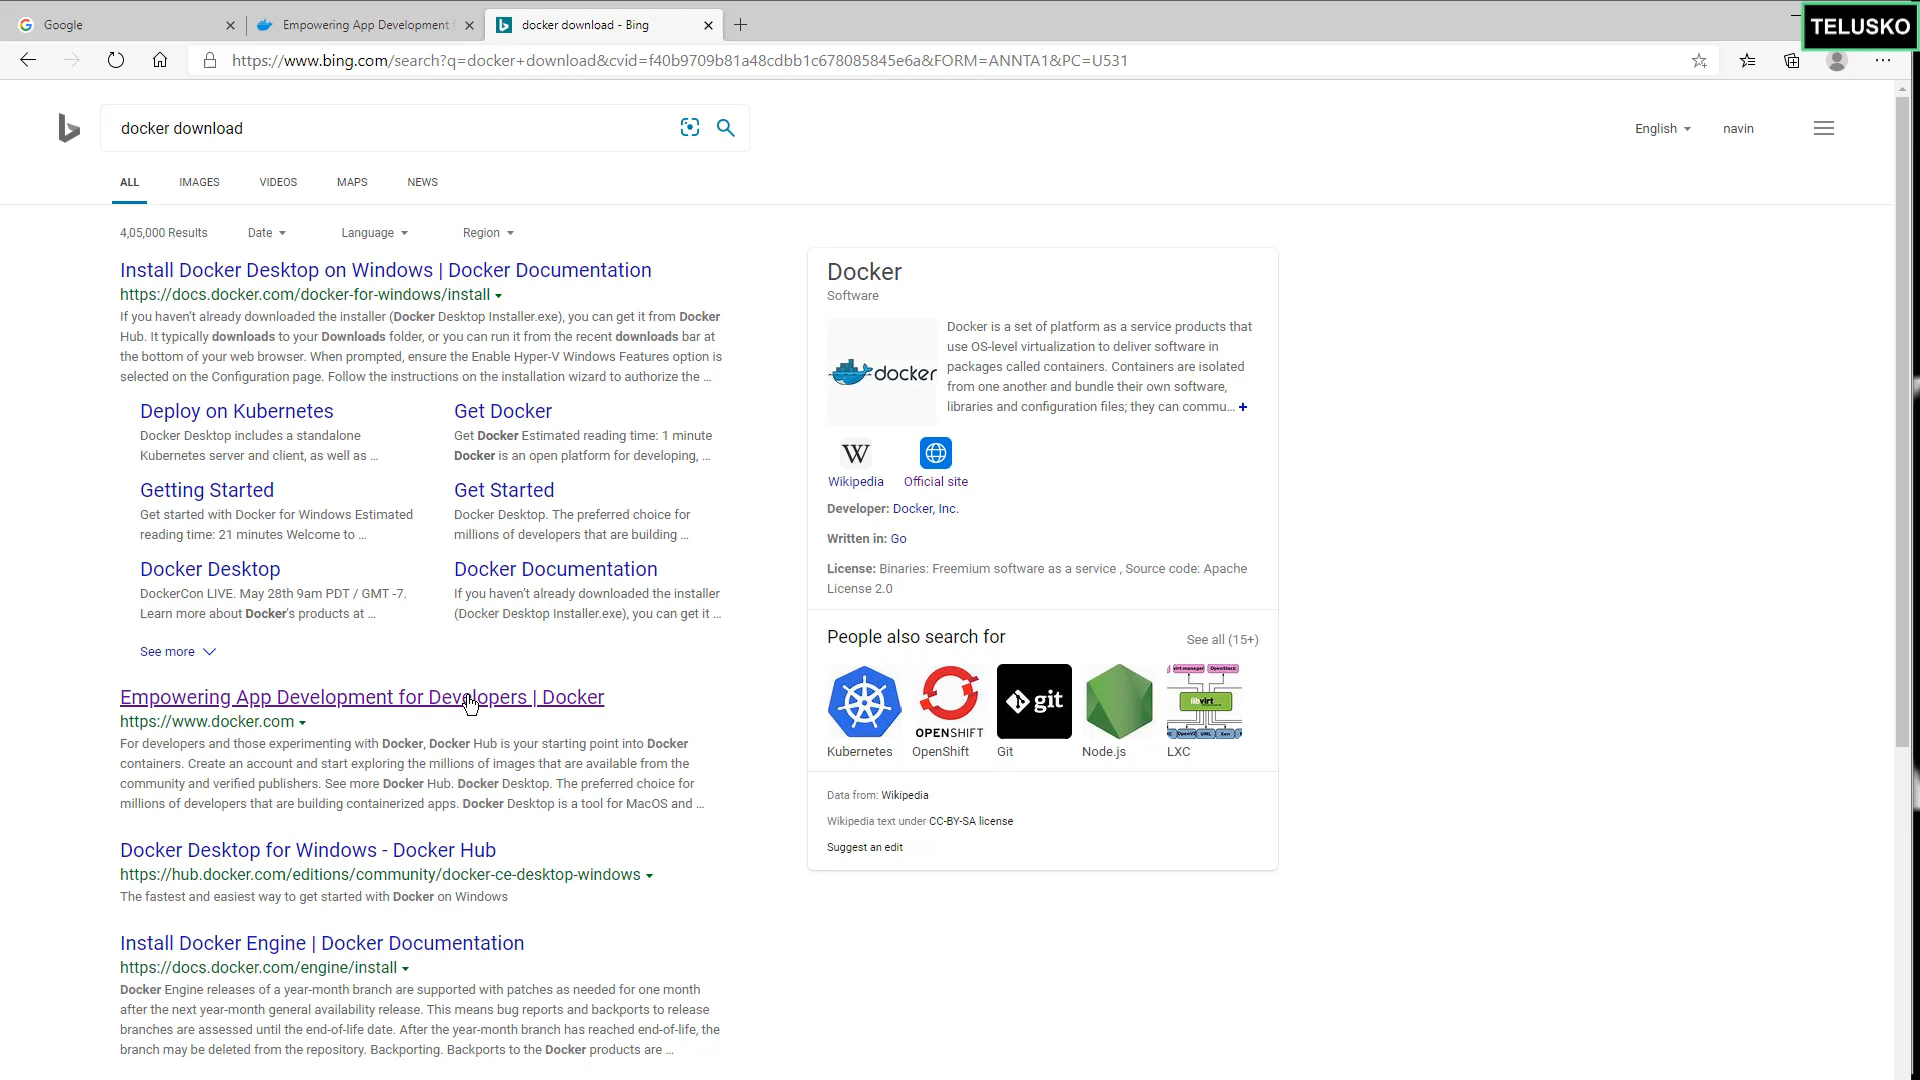 Google
Empowering App Development
docker download - Bing
TELUSKO
https://www.bing.com/search?q=docker+download&cvid=f40b9709b81a48cdbb1c678085845e6a&FORM=ANNTA1&PC=U531
docker download
English
navin
ALL
IMAGES
VIDEOS
MAPS
NEWS
4,05,000 Results
Date
Language
Region
Install Docker Desktop on Windows | Docker Documentation
https://docs.docker.com/docker-for-windows/install
If you haven't already downloaded the installer (Docker Desktop Installer.exe), you can get it from Docker
Hub. It typically downloads to your Downloads folder, or you can run it from the recent downloads bar at
the bottom of your web browser. When prompted, ensure the Enable Hyper-V Windows Features option is
selected on the Configuration page. Follow the instructions on the installation wizard to authorize the ...
Deploy on Kubernetes
Docker Desktop includes a standalone
Kubernetes server and client, as well as ...
Get Docker
Get Docker Estimated reading time: 1 minute
Docker is an open platform for developing, ...
Getting Started
Get started with Docker for Windows Estimated
reading time: 21 minutes Welcome to ...
Get Started
Docker Desktop. The preferred choice for
millions of developers that are building ...
Docker Desktop
DockerCon LIVE. May 28th 9am PDT / GMT -7.
Learn more about Docker's products at ...
Docker Documentation
If you haven't already downloaded the installer
(Docker Desktop Installer.exe), you can get it ...
See more
Empowering App Development for Developers | Docker
https://www.docker.com
For developers and those experimenting with Docker, Docker Hub is your starting point into Docker
containers. Create an account and start exploring the millions of images that are available from the
community and verified publishers. See more Docker Hub. Docker Desktop. The preferred choice for
millions of developers that are building containerized apps. Docker Desktop is a tool for MacOS and ...
Docker Desktop for Windows - Docker Hub
https://hub.docker.com/editions/community/docker-ce-desktop-windows
The fastest and easiest way to get started with Docker on Windows
Install Docker Engine | Docker Documentation
https://docs.docker.com/engine/install
Docker Engine releases of a year-month branch are supported with patches as needed for one month
after the next year-month general availability release. This means bug reports and backports to release
branches are assessed until the end-of-life date. After the year-month branch has reached end-of-life, the
branch may be deleted from the repository. Backporting. Backports to the Docker products are ...
Docker
Software
docker
Docker is a set of platform as a service products that
use OS-level virtualization to deliver software in
packages called containers. Containers are isolated
from one another and bundle their own software,
libraries and configuration files; they can commu... +
W
Wikipedia
Official site
Developer: Docker, Inc.
Written in: Go
License: Binaries: Freemium software as a service , Source code: Apache
License 2.0
People also search for
See all (15+)
OPENSHIFT
git
virt-manager
OpenStack
Kubernetes
OpenShift
Git
Node.js
LXC
Data from: Wikipedia
Wikipedia text under CC-BY-SA license
Suggest an edit